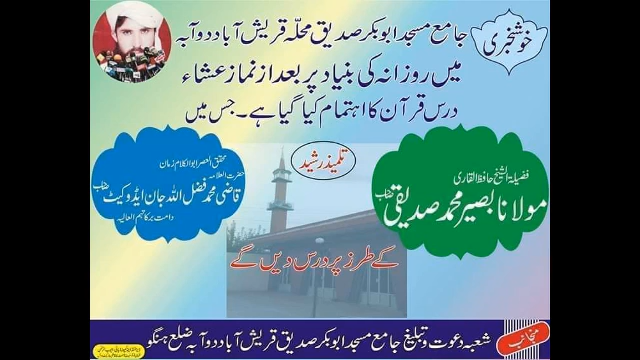 خوشخبری
جامع مسجد ابوبکر صدیق محلّہ قریش آباد دوآبہ
میں روزانہ کی بنیاد پر بعد از نماز عشاء
درس قرآن کا اہتمام کیا گیا ہے۔ جس میں
فضیلۃ الشیخ حافظ القاری
مولانا بصیر محمد صدیقی صاحب
تلمیذ رشید
محقق العصر ابوالکلام زمان
حضرت العلامہ
قاضی محمد فضل اللہ جان ایڈوکیٹ صاحب
دامت برکاتہم العالیہ
کے طرز پر درس دیں گے
منجانب
شعبہ دعوت و تبلیغ جامع مسجد ابوبکر صدیق قریش آباد دوآبہ ضلع ہنگو